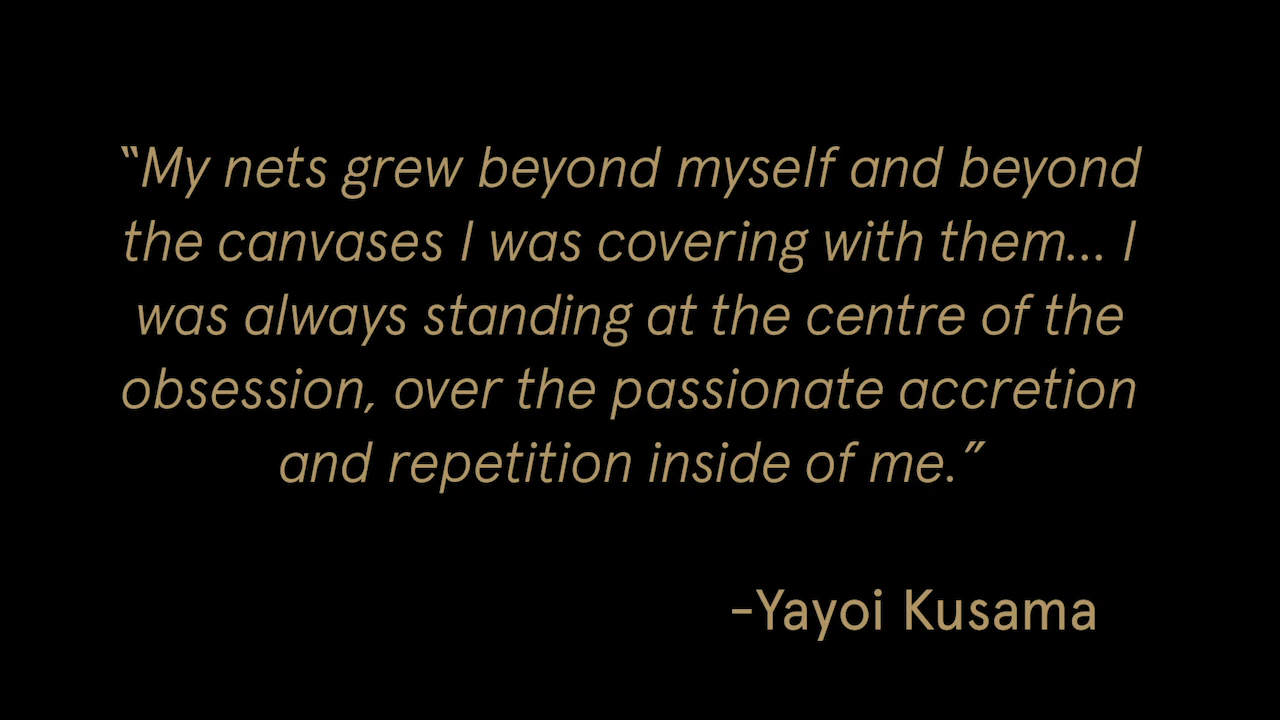 “My nets grew beyond myself and beyond
the canvases I was covering with them... I
was always standing at the centre of the
obsession, over the passionate accretion
and repetition inside of me.”
–Yayoi Kusama